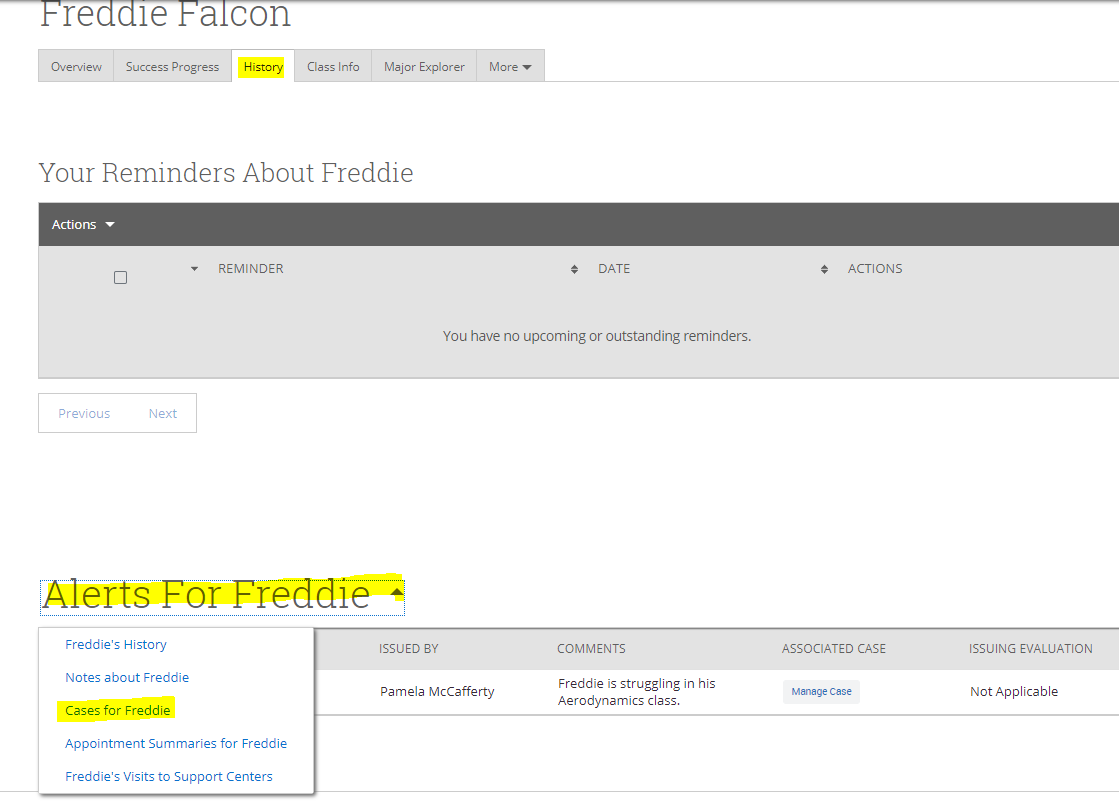 Freddie Falcon
Overview Success Progress History Class Info Major Explorer More
Your Reminders About Freddie
Actions
REMINDER DATE ACTIONS
You have no upcoming or outstanding reminders.
Previous Next
Alerts For Freddie
Freddie's History
Notes about Freddie
Cases for Freddie
Appointment Summaries for Freddie
Freddie's Visits to Support Centers
ISSUED BY COMMENTS ASSOCIATED CASE ISSUING EVALUATION
Pamela McCafferty Freddie is struggling in his Manage Case Not Applicable
Aerodynamics class.